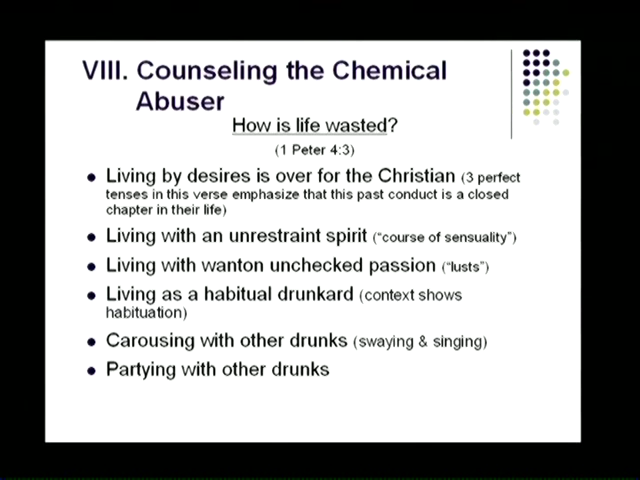 VIII. Counseling the Chemical
Abuser
How is life wasted?
(1 Peter 4:3)
● Living by desires is over for the Christian (3 perfect
tenses in this verse emphasize that this past conduct is a closed
chapter in their life)
● Living with an unrestraint spirit (“course of sensuality”)
● Living with wanton unchecked passion (“lusts”)
● Living as a habitual drunkard (context shows
habituation)
● Carousing with other drunks (swaying & singing)
● Partying with other drunks